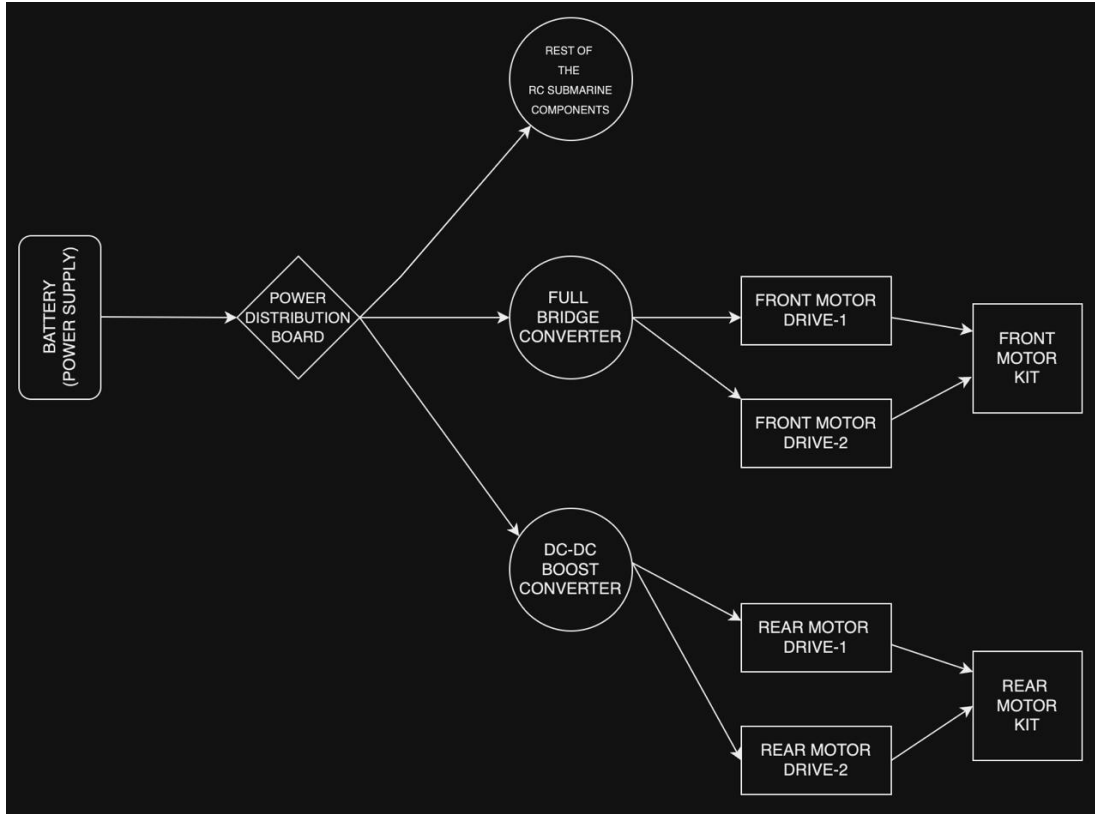 REST OF
THE
RC SUBMARINE
COMPONENTS
BATTERY
(POWER SUPPLY)
POWER
DISTRIBUTION
BOARD
FULL
BRIDGE
CONVERTER
FRONT MOTOR
DRIVE-1
FRONT MOTOR
DRIVE-2
FRONT
MOTOR
KIT
DC-DC
BOOST
CONVERTER
REAR MOTOR
DRIVE-1
REAR MOTOR
DRIVE-2
REAR
MOTOR
KIT